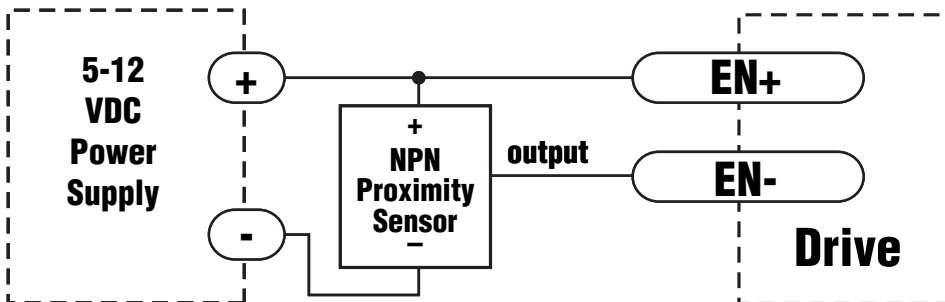 5-12
VDC
Power
Supply
+
-
+
NPN
Proximity
Sensor
–
output
EN+
EN-
Drive